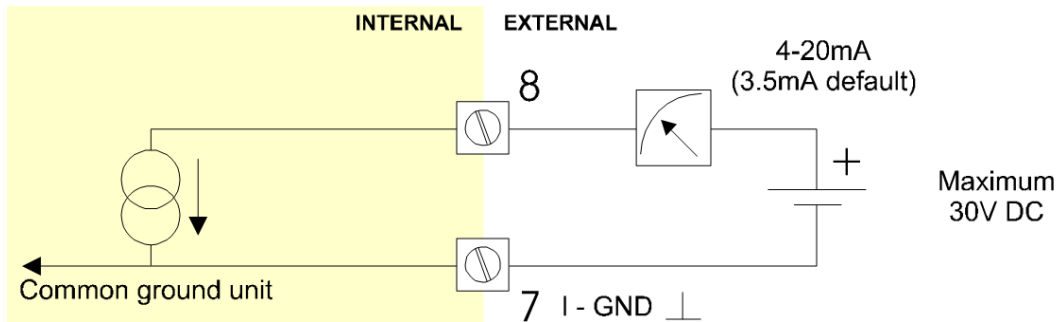 INTERNAL EXTERNAL
8
4-20mA
(3.5mA default)
+
Maximum
30V DC
Common ground unit
7 I - GND